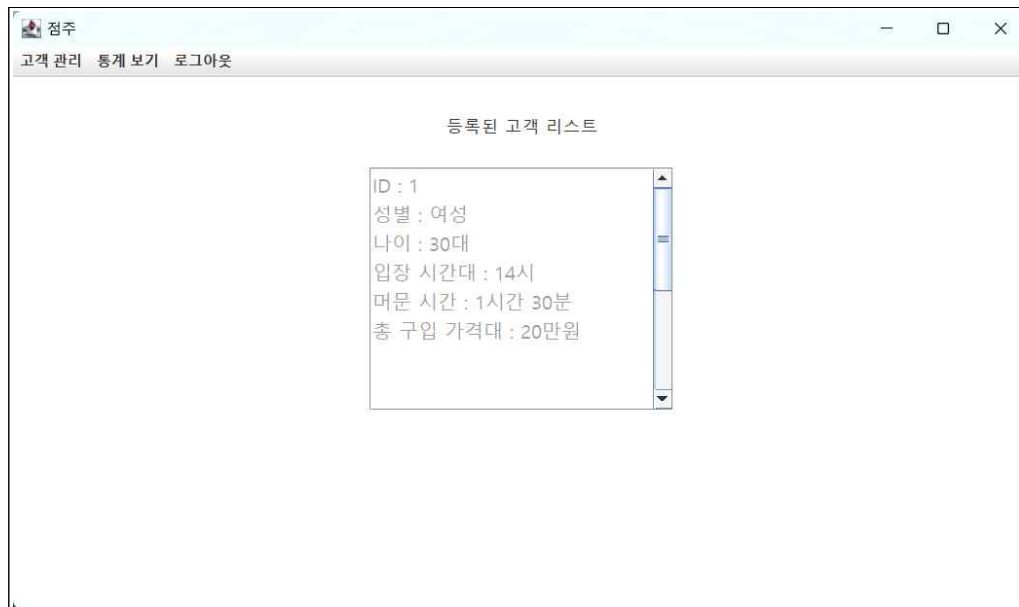 점주
고객 관리 통계 보기 로그아웃
등록된 고객 리스트
ID : 1
성별 : 여성
나이 : 30대
입장 시간대 : 14시
머문 시간 : 1시간 30분
총 구입 가격대 : 20만원